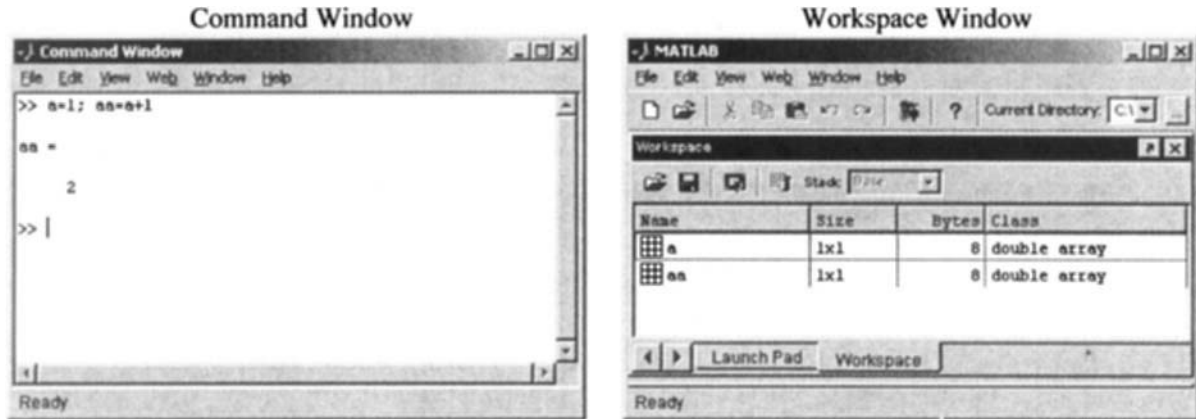 Command Window
Command Window
File Edit View Web Window Help
>> a=1; aa=a+1
aa =
2
>>
Ready
Workspace Window
MATLAB
File Edit View Web Window Help
? Current Directory: C:\
Workspace
Stack: Base
Name Size Bytes Class
a 1x1 8 double array
aa 1x1 8 double array
Launch Pad Workspace
Ready